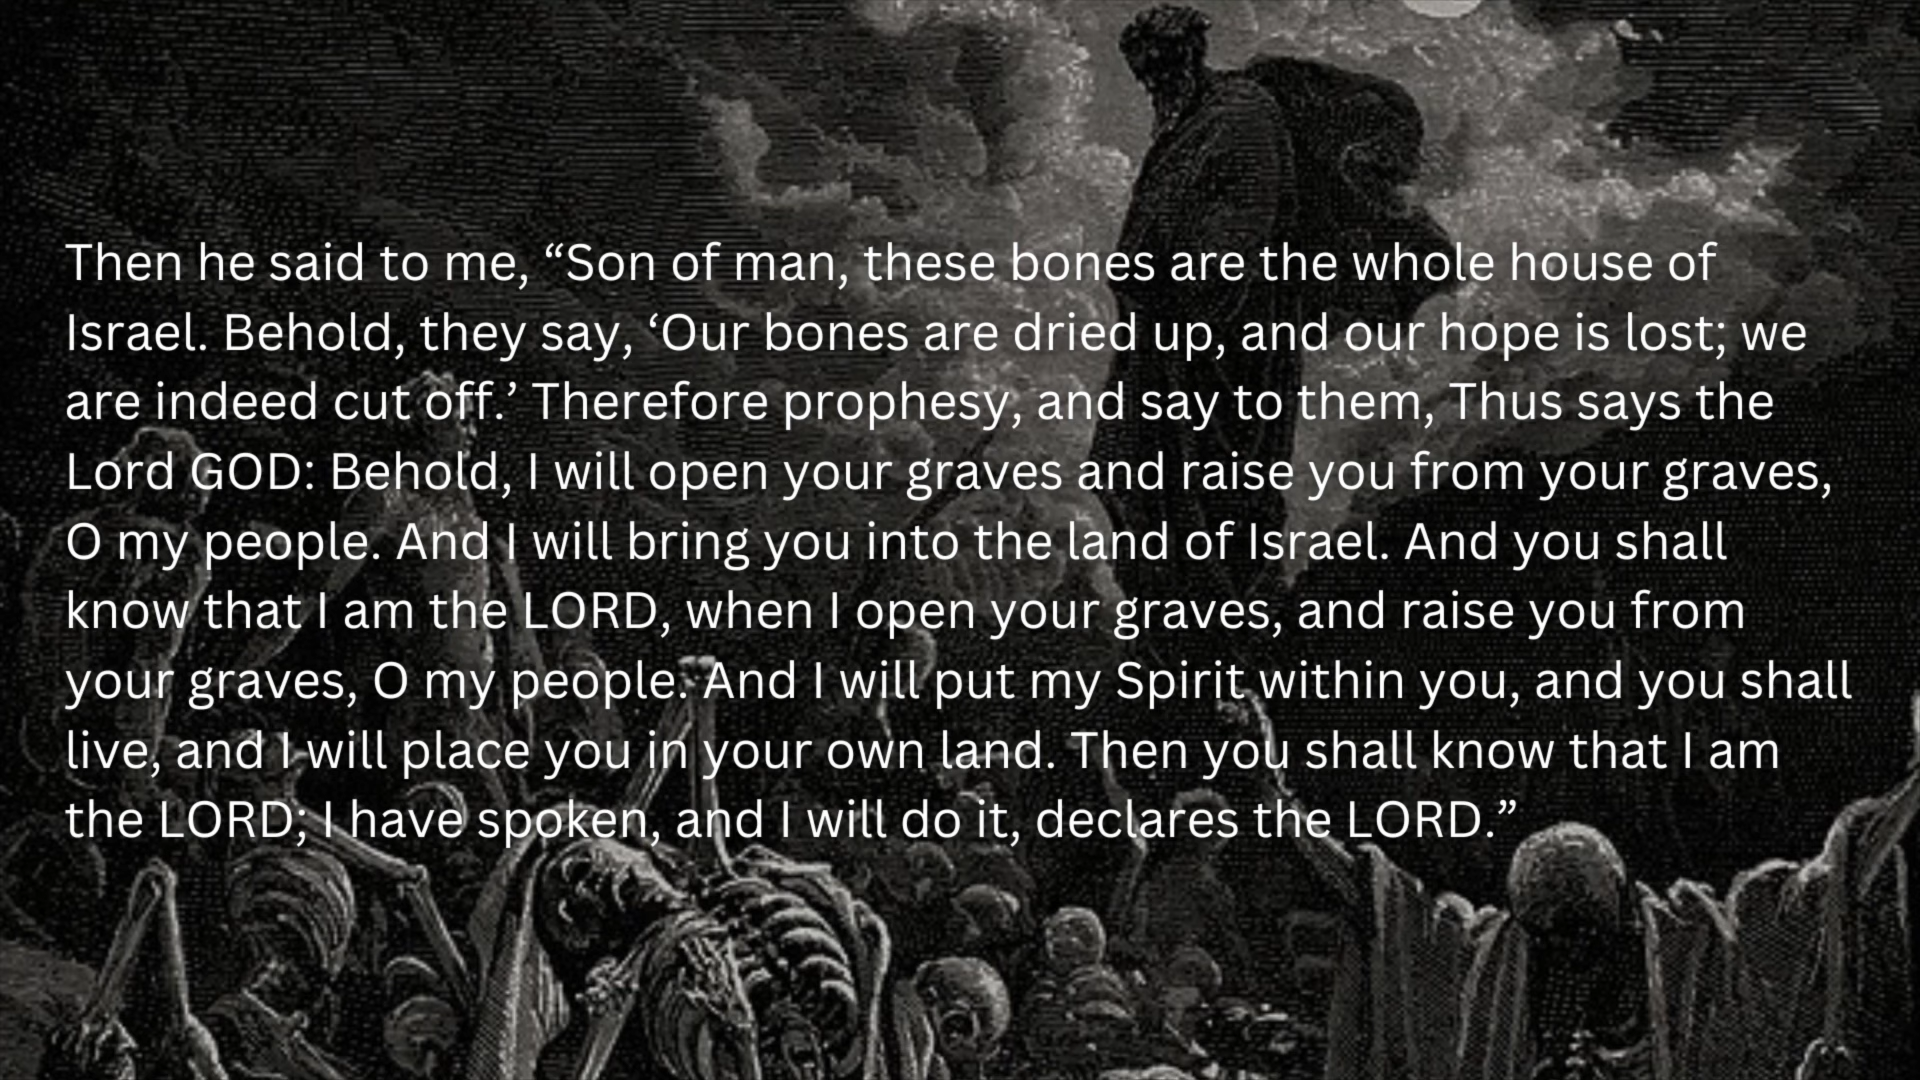 Then he said to me, “Son of man, these bones are the whole house of
Israel. Behold, they say, ‘Our bones are dried up, and our hope is lost; we
are indeed cut off.’ Therefore prophesy, and say to them, Thus says the
Lord GOD: Behold, I will open your graves and raise you from your graves,
O my people. And I will bring you into the land of Israel. And you shall
know that I am the LORD, when I open your graves, and raise you from
your graves, O my people. And I will put my Spirit within you, and you shall
live, and I will place you in your own land. Then you shall know that I am
the LORD; I have spoken, and I will do it, declares the LORD.”